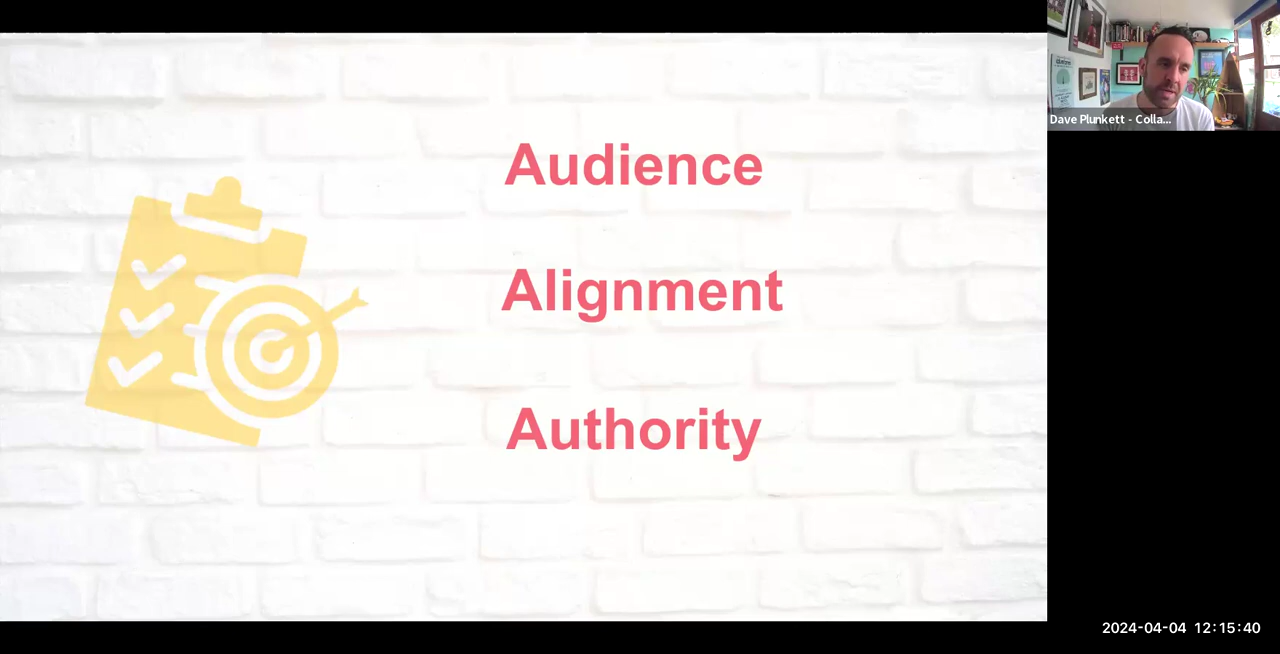 Audience
Alignment
Authority
Dave Plunkett - Colla...
2024-04-04 12:15:40